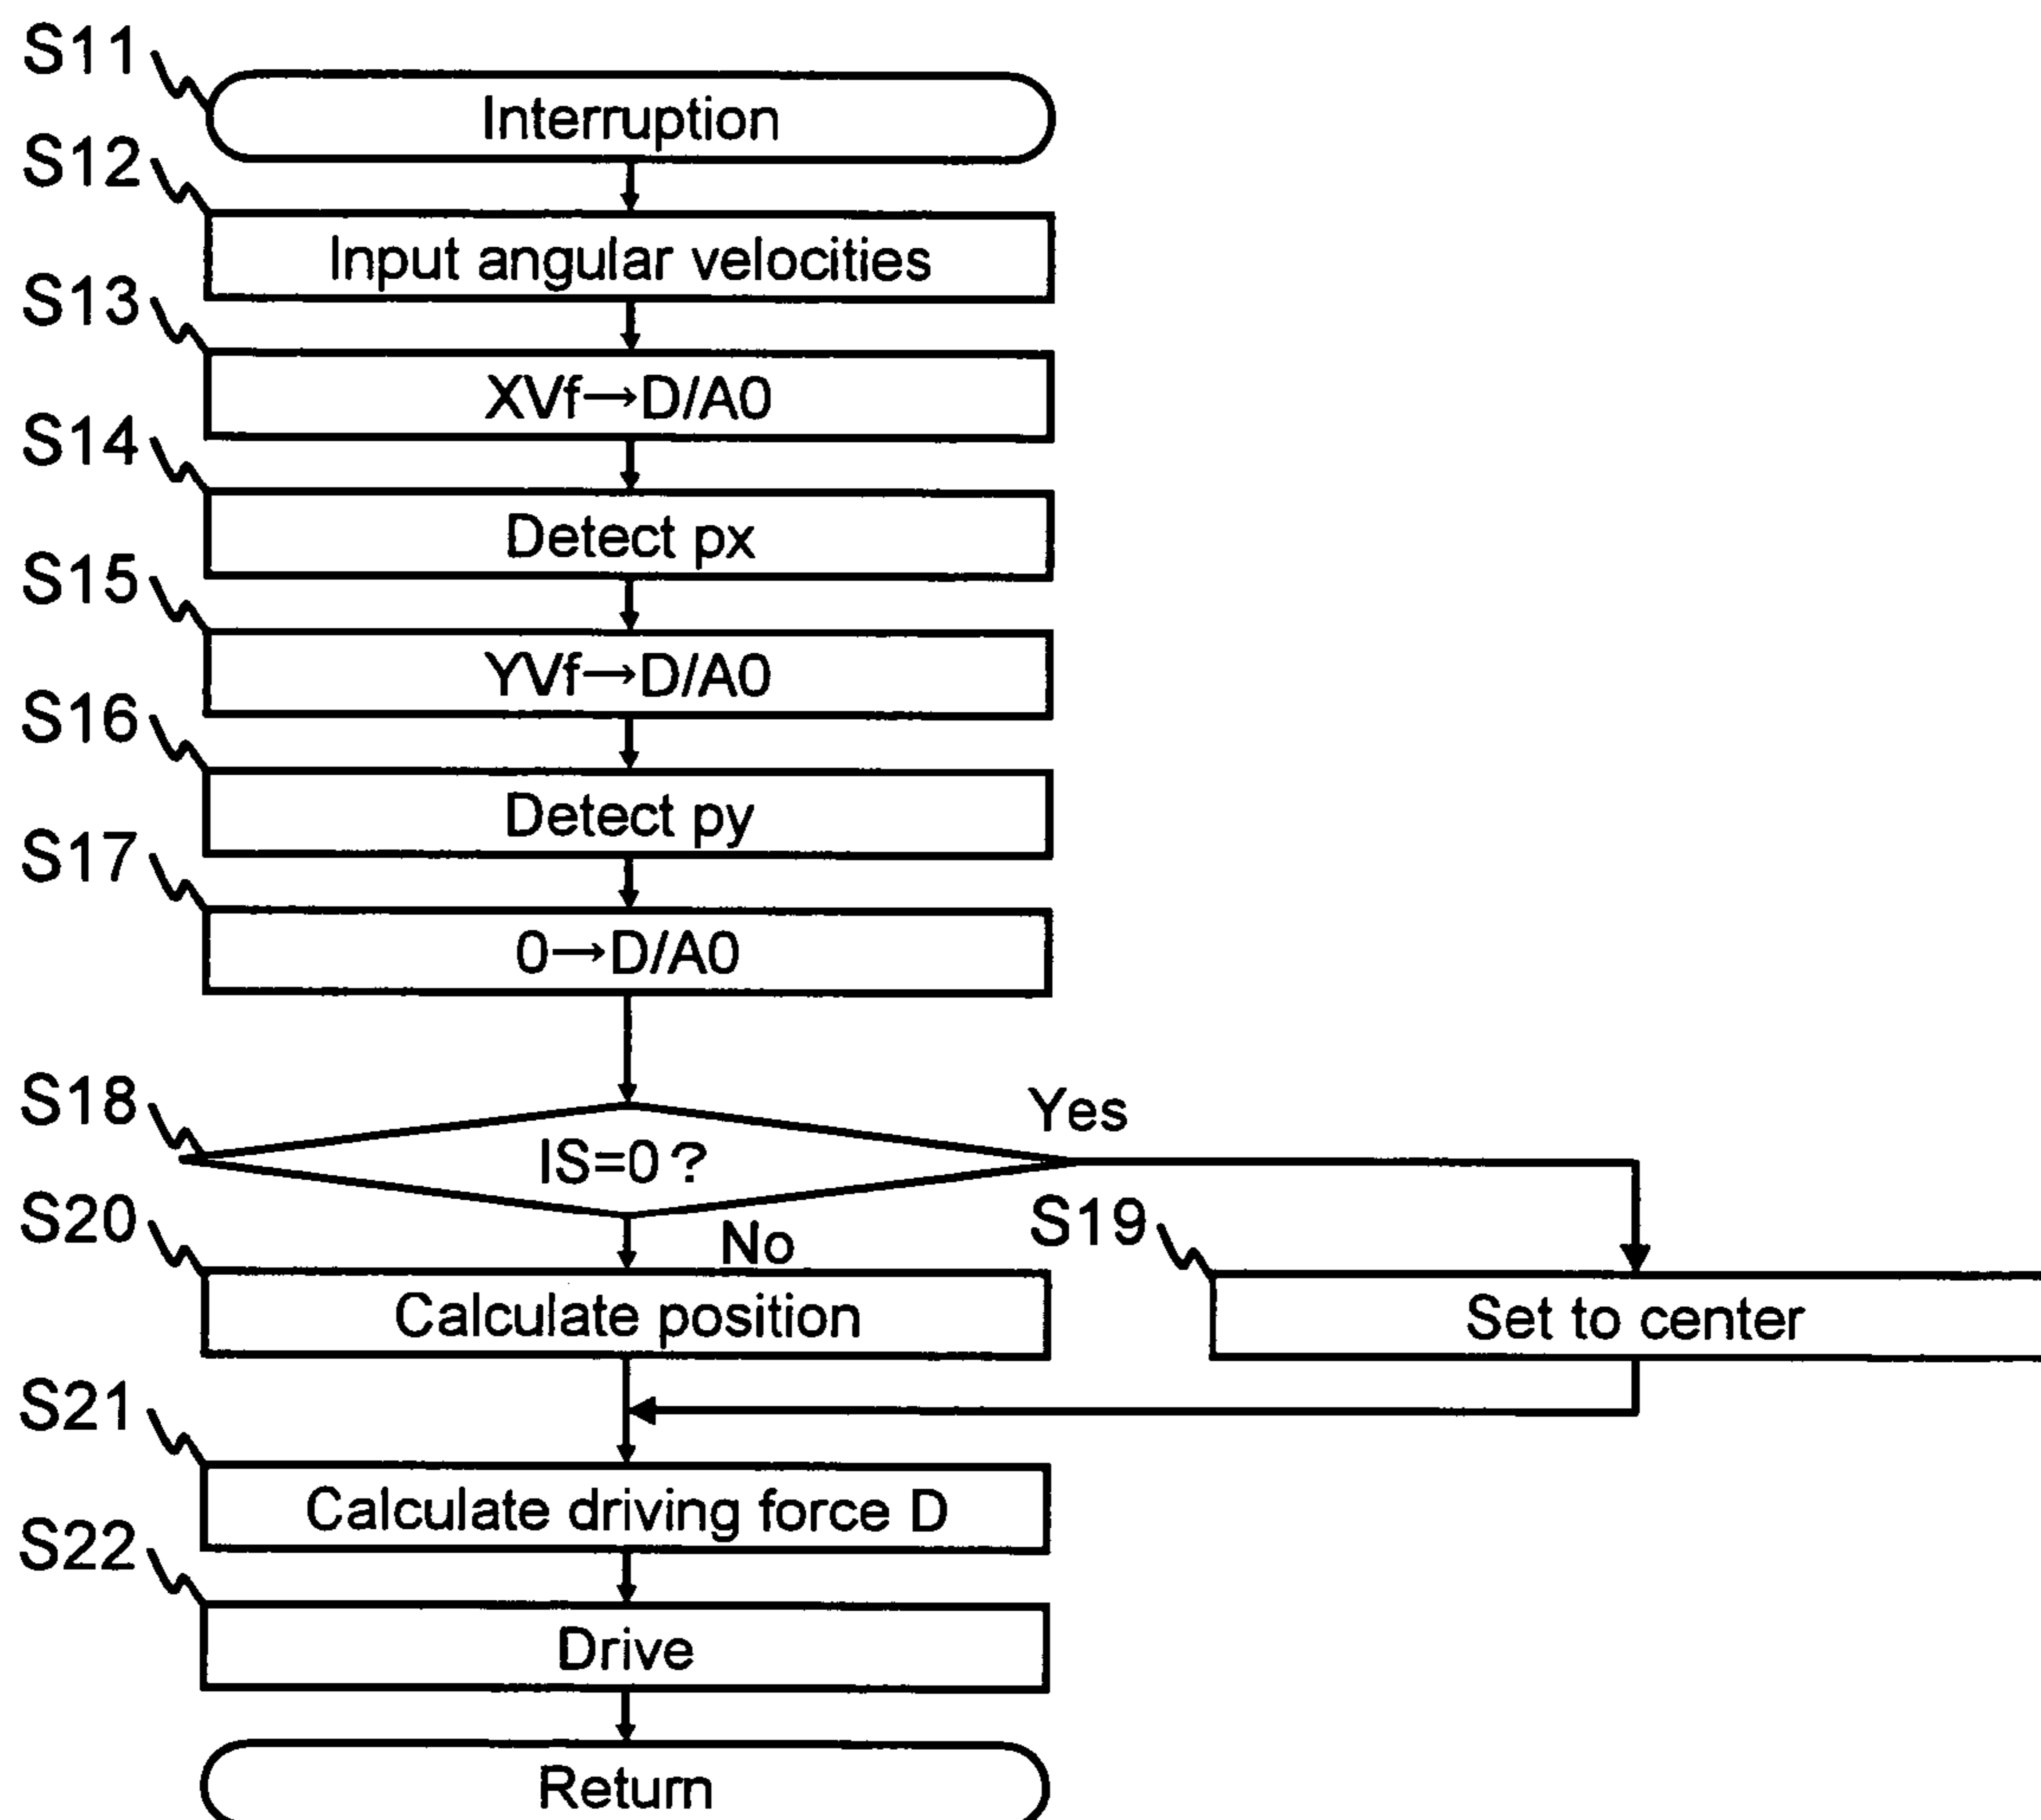 S11
Interruption
S12
Input angular velocities
S13
XVf→D/A0
S14
Detect px
S15
YVf→D/A0
S16
Detect py
S17
0→D/A0
S18
IS=0?
Yes
No
S20
Calculate position
S19
Set to center
S21
Calculate driving force D
S22
Drive
Return